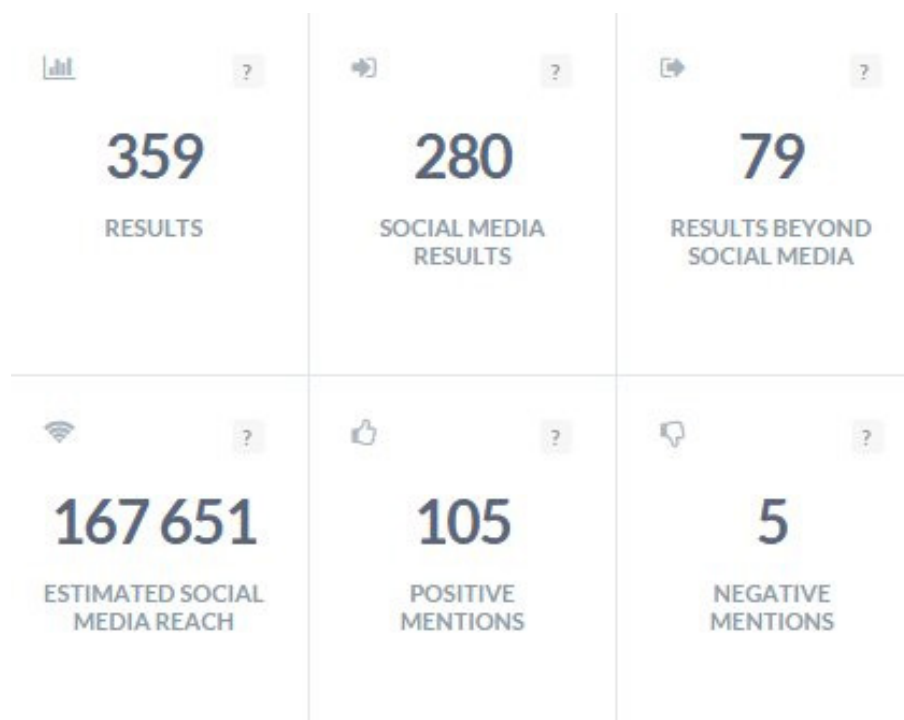 ?
?
?
359
280
79
RESULTS
SOCIAL MEDIA
RESULTS
RESULTS BEYOND
SOCIAL MEDIA
?
?
?
167 651
105
5
ESTIMATED SOCIAL
MEDIA REACH
POSITIVE
MENTIONS
NEGATIVE
MENTIONS